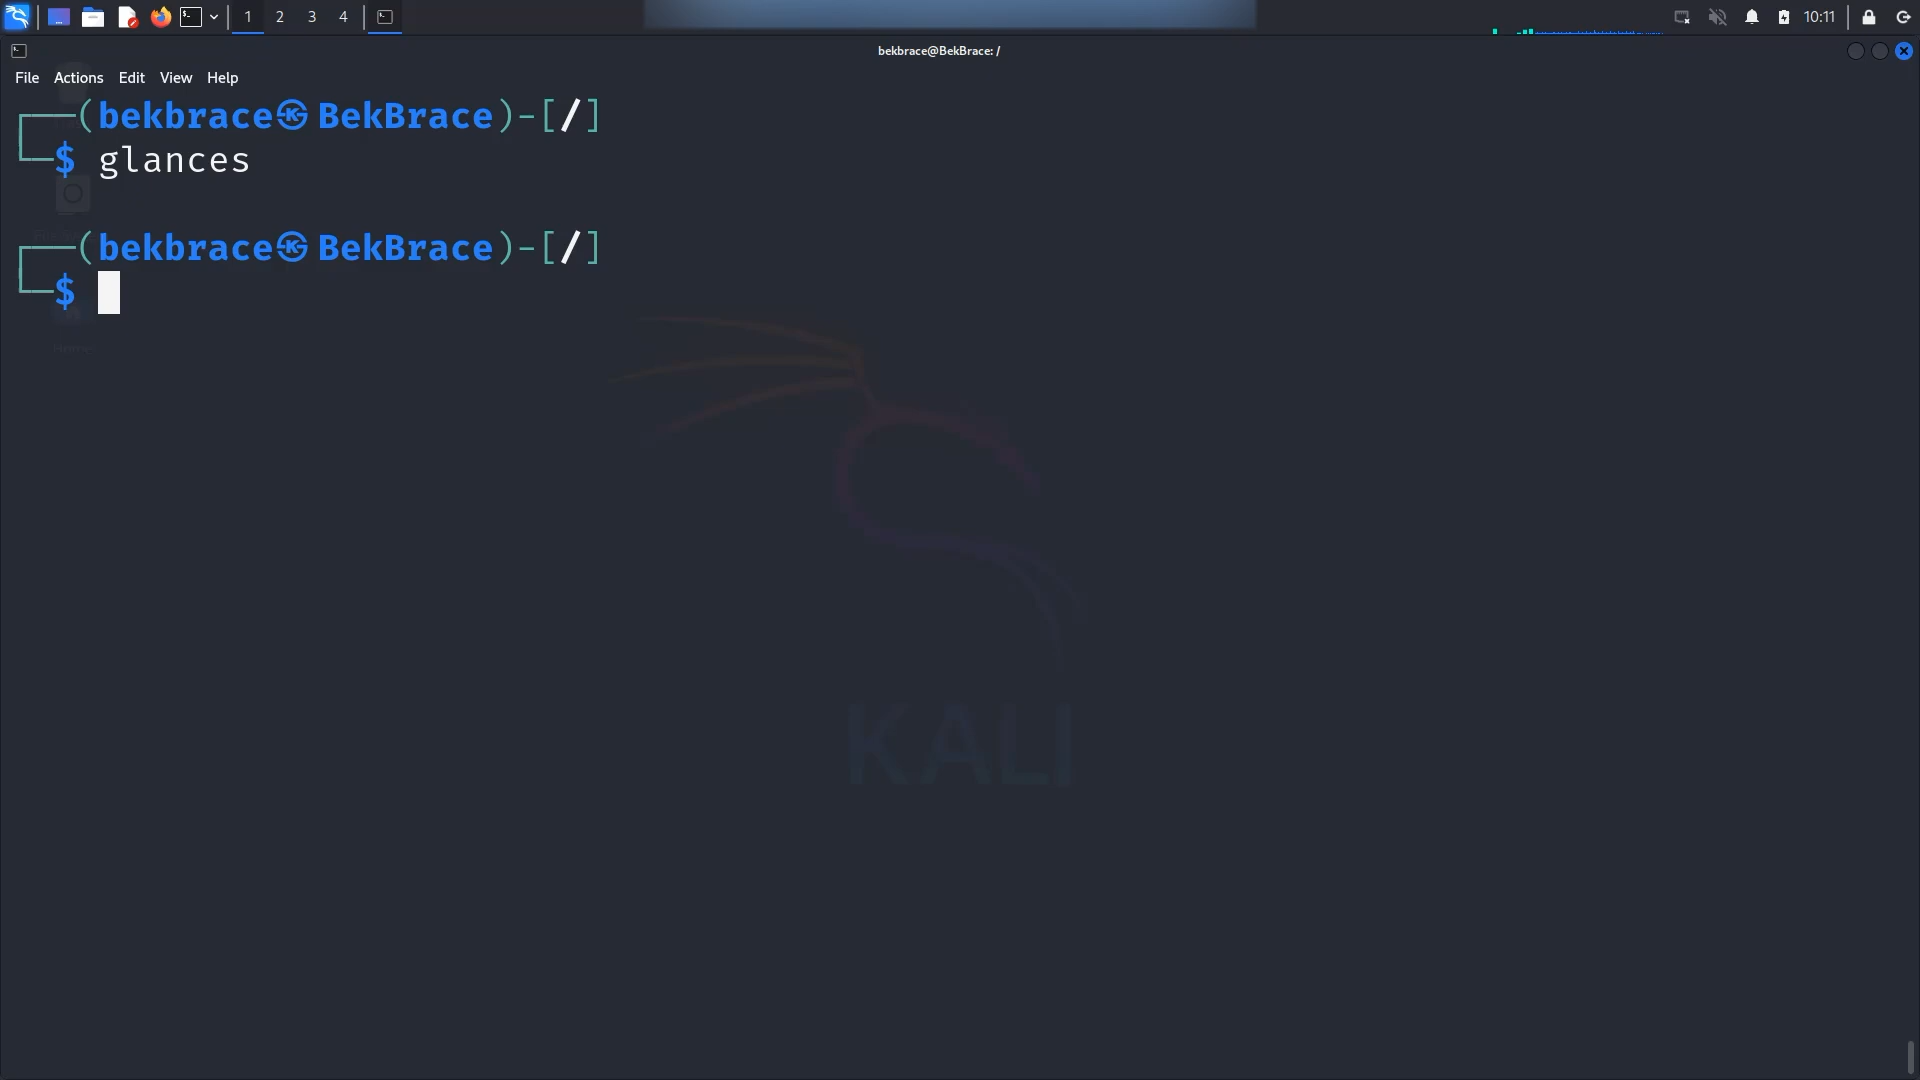 1 2 3 4
10:11
bekbrace@BekBrace: /
File Actions Edit View Help
┌──(bekbrace㉿BekBrace)-[/]
└─$ glances
┌──(bekbrace㉿BekBrace)-[/]
└─$
KALI